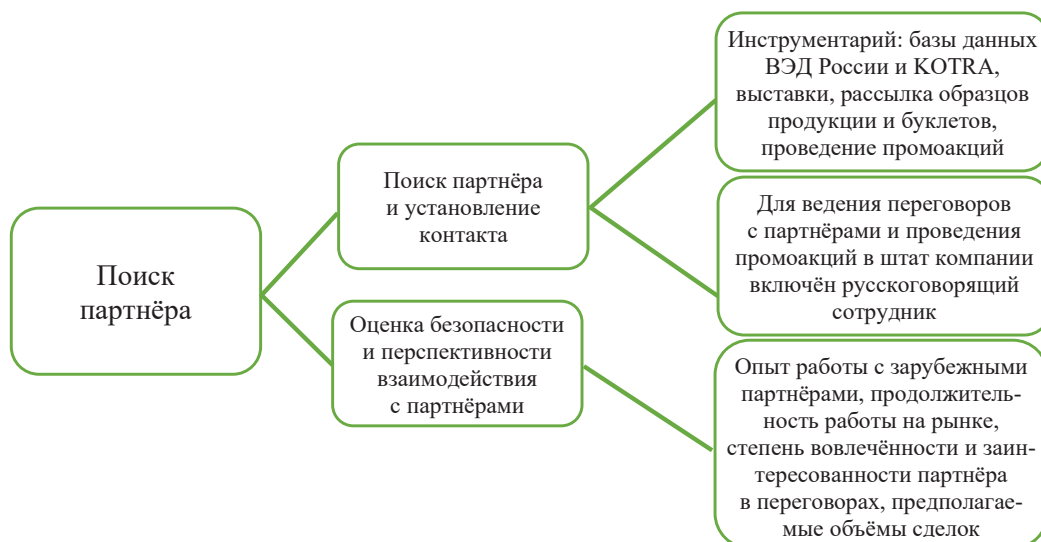 Поиск
партнёра
Поиск партнёра
и установление
контакта
Инструментарий: базы данных
ВЭД России и KOTRA,
выставки, рассылка образцов
продукции и буклетов,
проведение промоакций
Для ведения переговоров
с партнёрами и проведения
промоакций в штат компании
включён русскоговорящий
сотрудник
Оценка безопасности
и перспективности
взаимодействия
с партнёрами
Опыт работы с зарубежными
партнёрами, продолжитель-
ность работы на рынке,
степень вовлечённости и заин-
тересованности партнёра
в переговорах, предполагае-
мые объёмы сделок